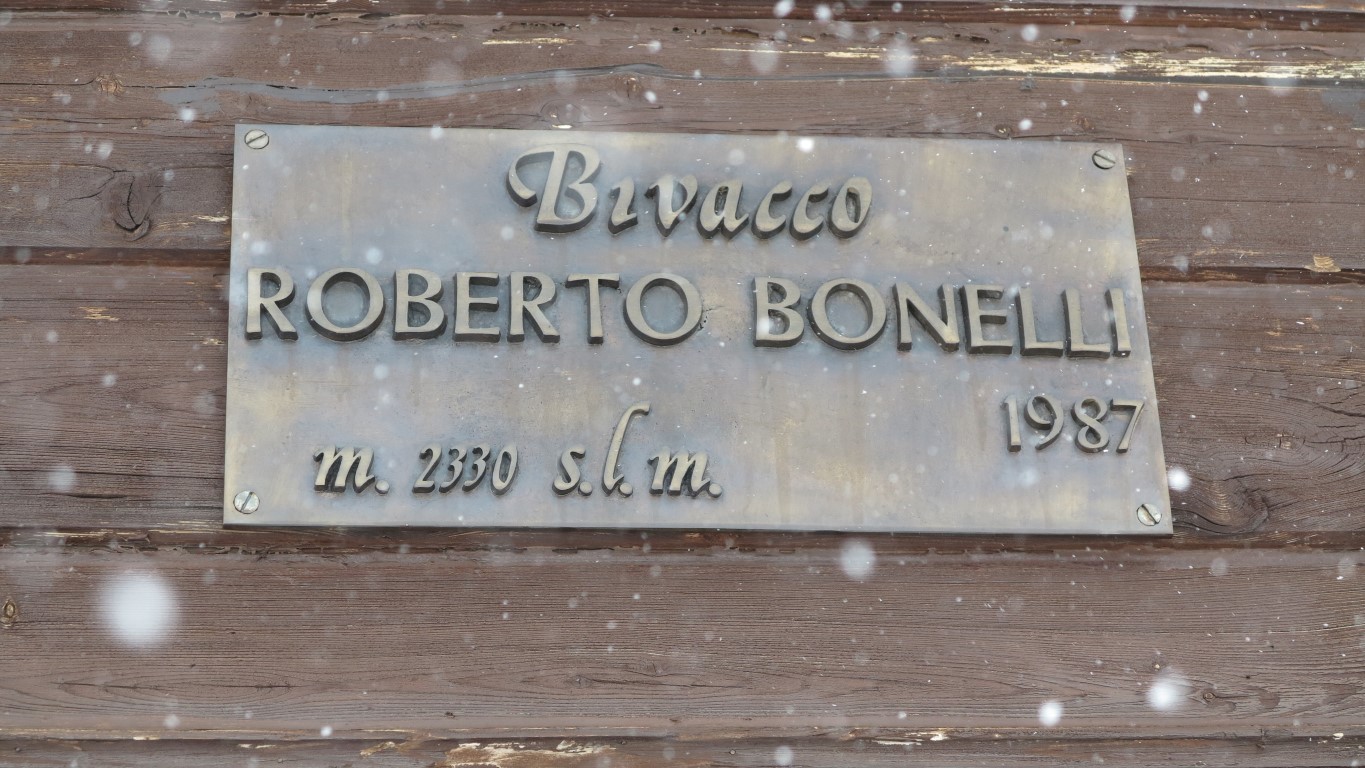 Bivacco
ROBERTO BONELLI
1987
m. 2330 s.l.m.